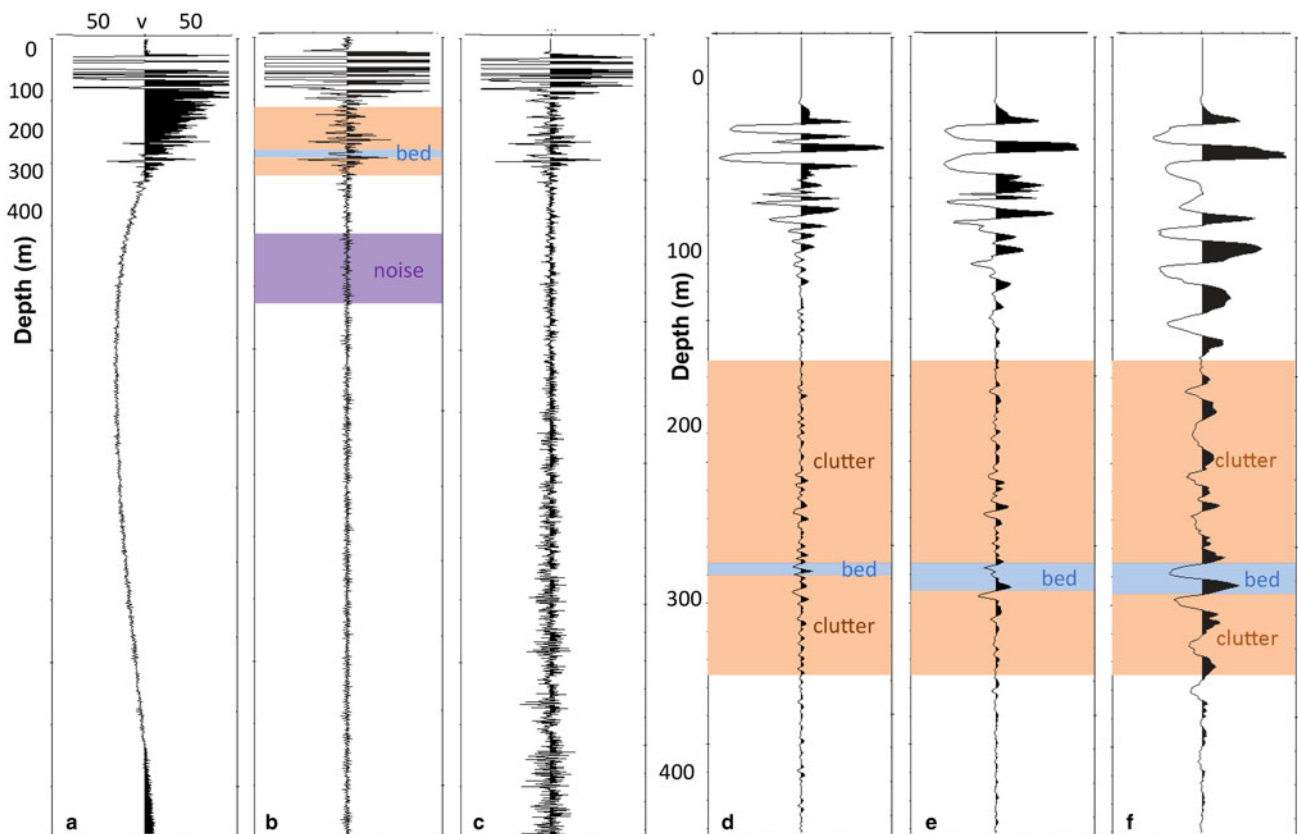 50 v 50
0
100
200
300
400
Depth (m)
bed
noise
0
100
200
300
400
Depth (m)
clutter
bed
clutter
bed
clutter
bed
clutter
a b c d e f